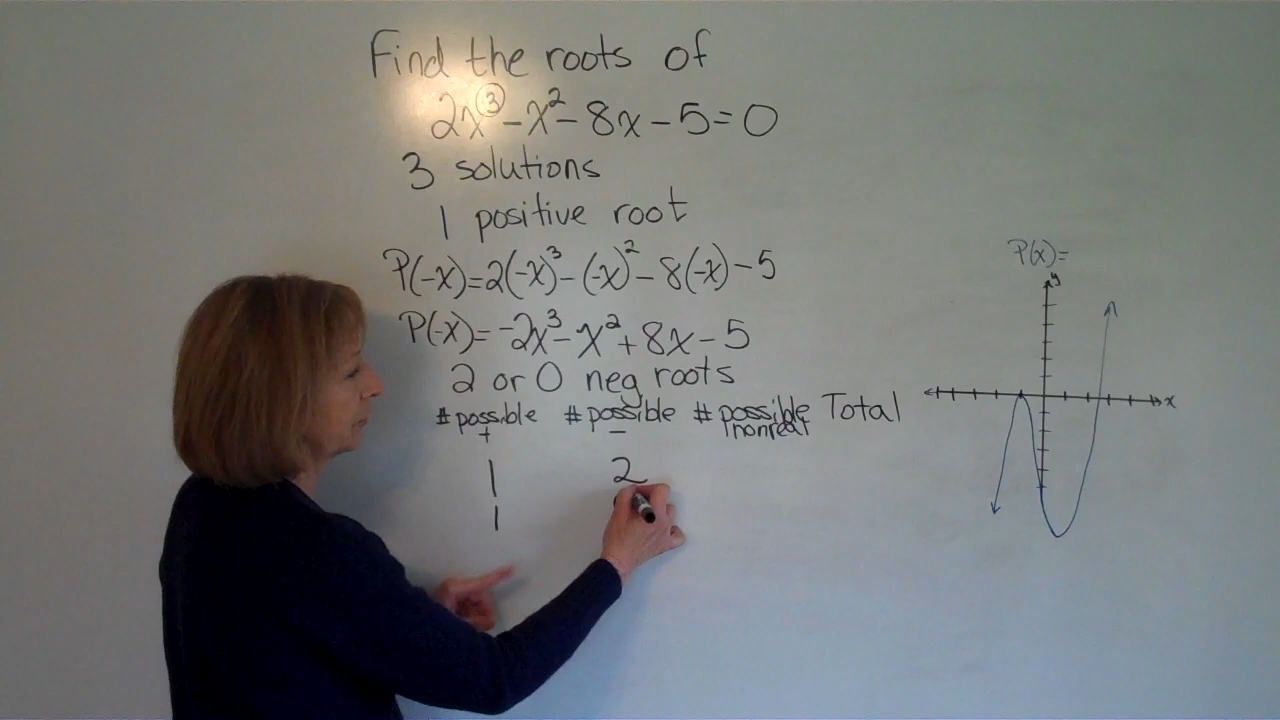 Find the roots of
2x³-x²-8x-5=0
3 solutions
1 positive root
P(-x)=2(-x)³-(-x)²-8(-x)-5
P(-x)=-2x³-x²+8x-5
2 or 0 neg roots
#possible #possible #possible Total
+ - nonreal
1 2
1
P(x)=
y
x